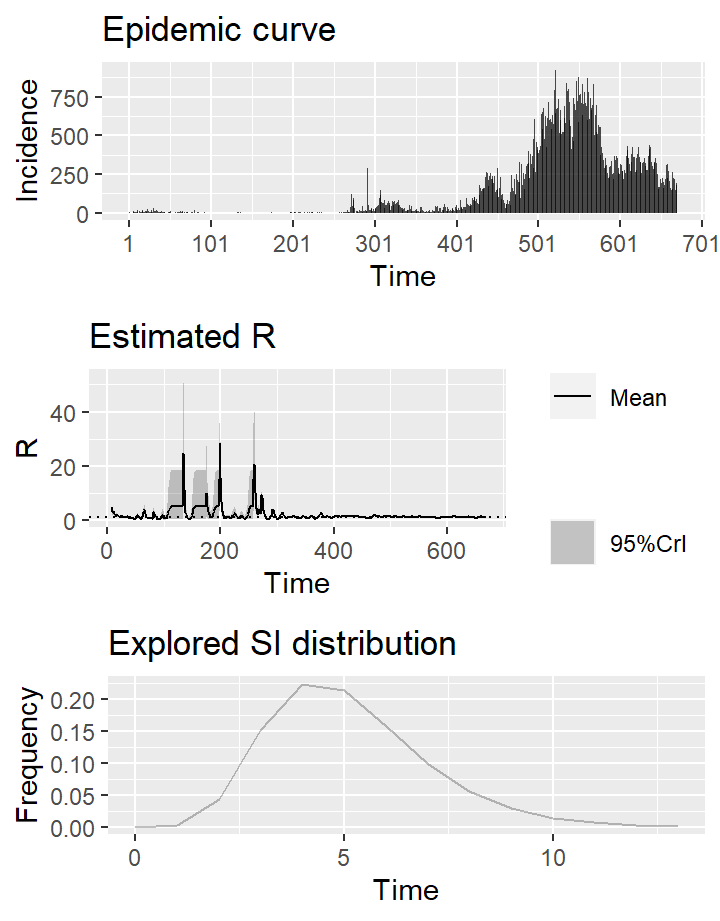 Epidemic curve
Incidence
750
500
250
0
1 101 201 301 401 501 601 701
Time
Estimated R
R
40
20
0
0 200 400 600
Time
Mean
95%CrI
Explored SI distribution
Frequency
0.20
0.15
0.10
0.05
0.00
0 5 10
Time